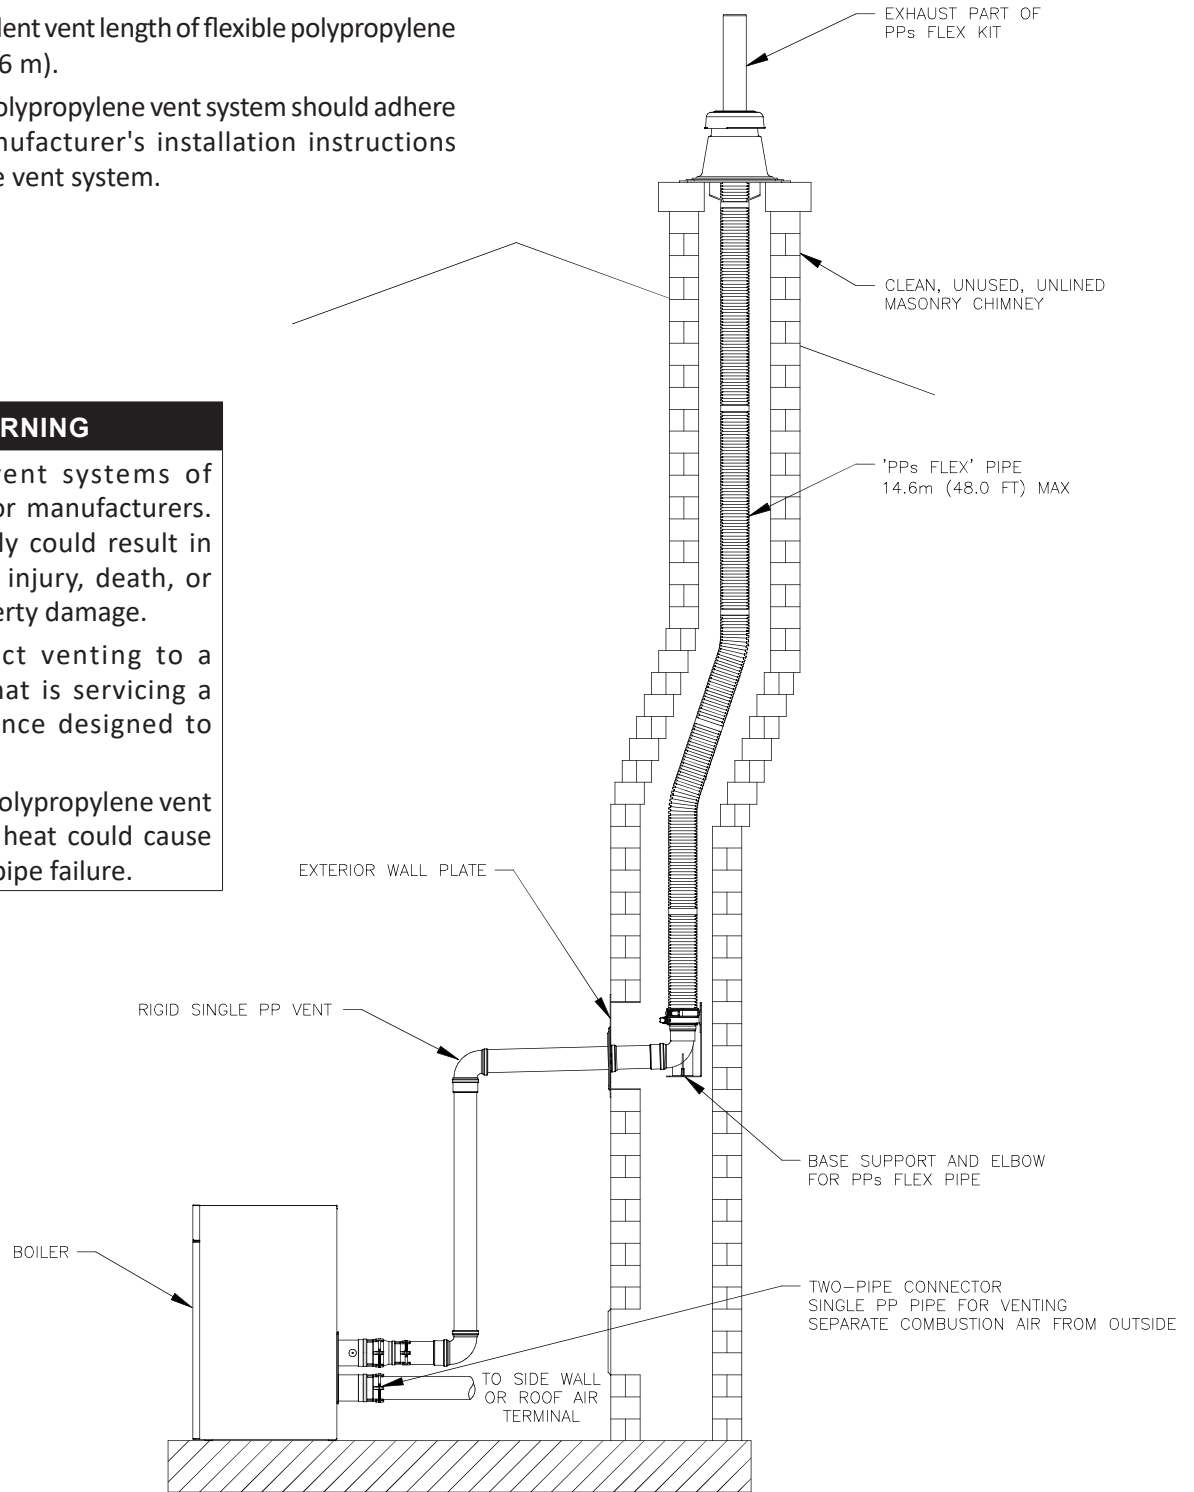 lent vent length of flexible polypropylene
6 m).
olypropylene vent system should adhere
nufacturer's installation instructions
e vent system.
RNING
ent systems of
or manufacturers.
ly could result in
injury, death, or
erty damage.
ct venting to a
hat is servicing a
nce designed to
olypropylene vent
heat could cause
pipe failure.
EXHAUST PART OF
PPs FLEX KIT
CLEAN, UNUSED, UNLINED
MASONRY CHIMNEY
'PPs FLEX' PIPE
14.6m (48.0 FT) MAX
EXTERIOR WALL PLATE
RIGID SINGLE PP VENT
BASE SUPPORT AND ELBOW
FOR PPs FLEX PIPE
BOILER
TWO-PIPE CONNECTOR
SINGLE PP PIPE FOR VENTING
SEPARATE COMBUSTION AIR FROM OUTSIDE
TO SIDE WALL
OR ROOF AIR
TERMINAL